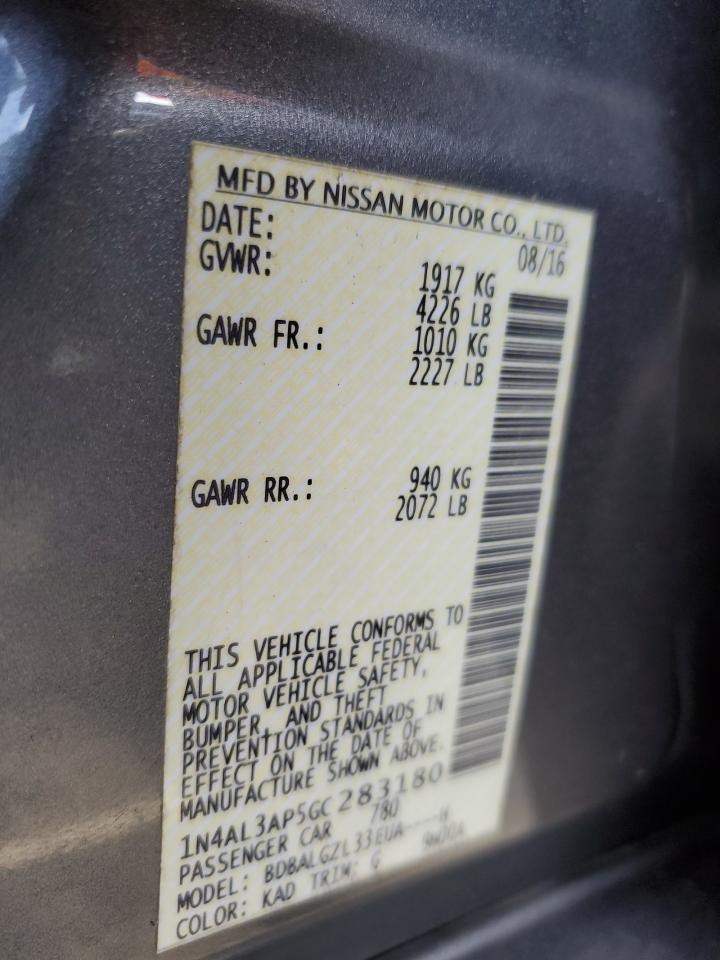 MFD BY NISSAN MOTOR CO., LTD.
DATE: 08/16
GVWR: 1917 KG
4226 LB
GAWR FR.: 1010 KG
2227 LB
GAWR RR.: 940 KG
2072 LB
THIS VEHICLE CONFORMS TO
ALL APPLICABLE FEDERAL
MOTOR VEHICLE SAFETY,
BUMPER, AND THEFT
PREVENTION STANDARDS IN
EFFECT ON THE DATE OF
MANUFACTURE SHOWN ABOVE.
1N4AL3AP5GC283180
PASSENGER CAR 780
MODEL: BDBALGZL33EUA----
COLOR: KAD TRIM: G